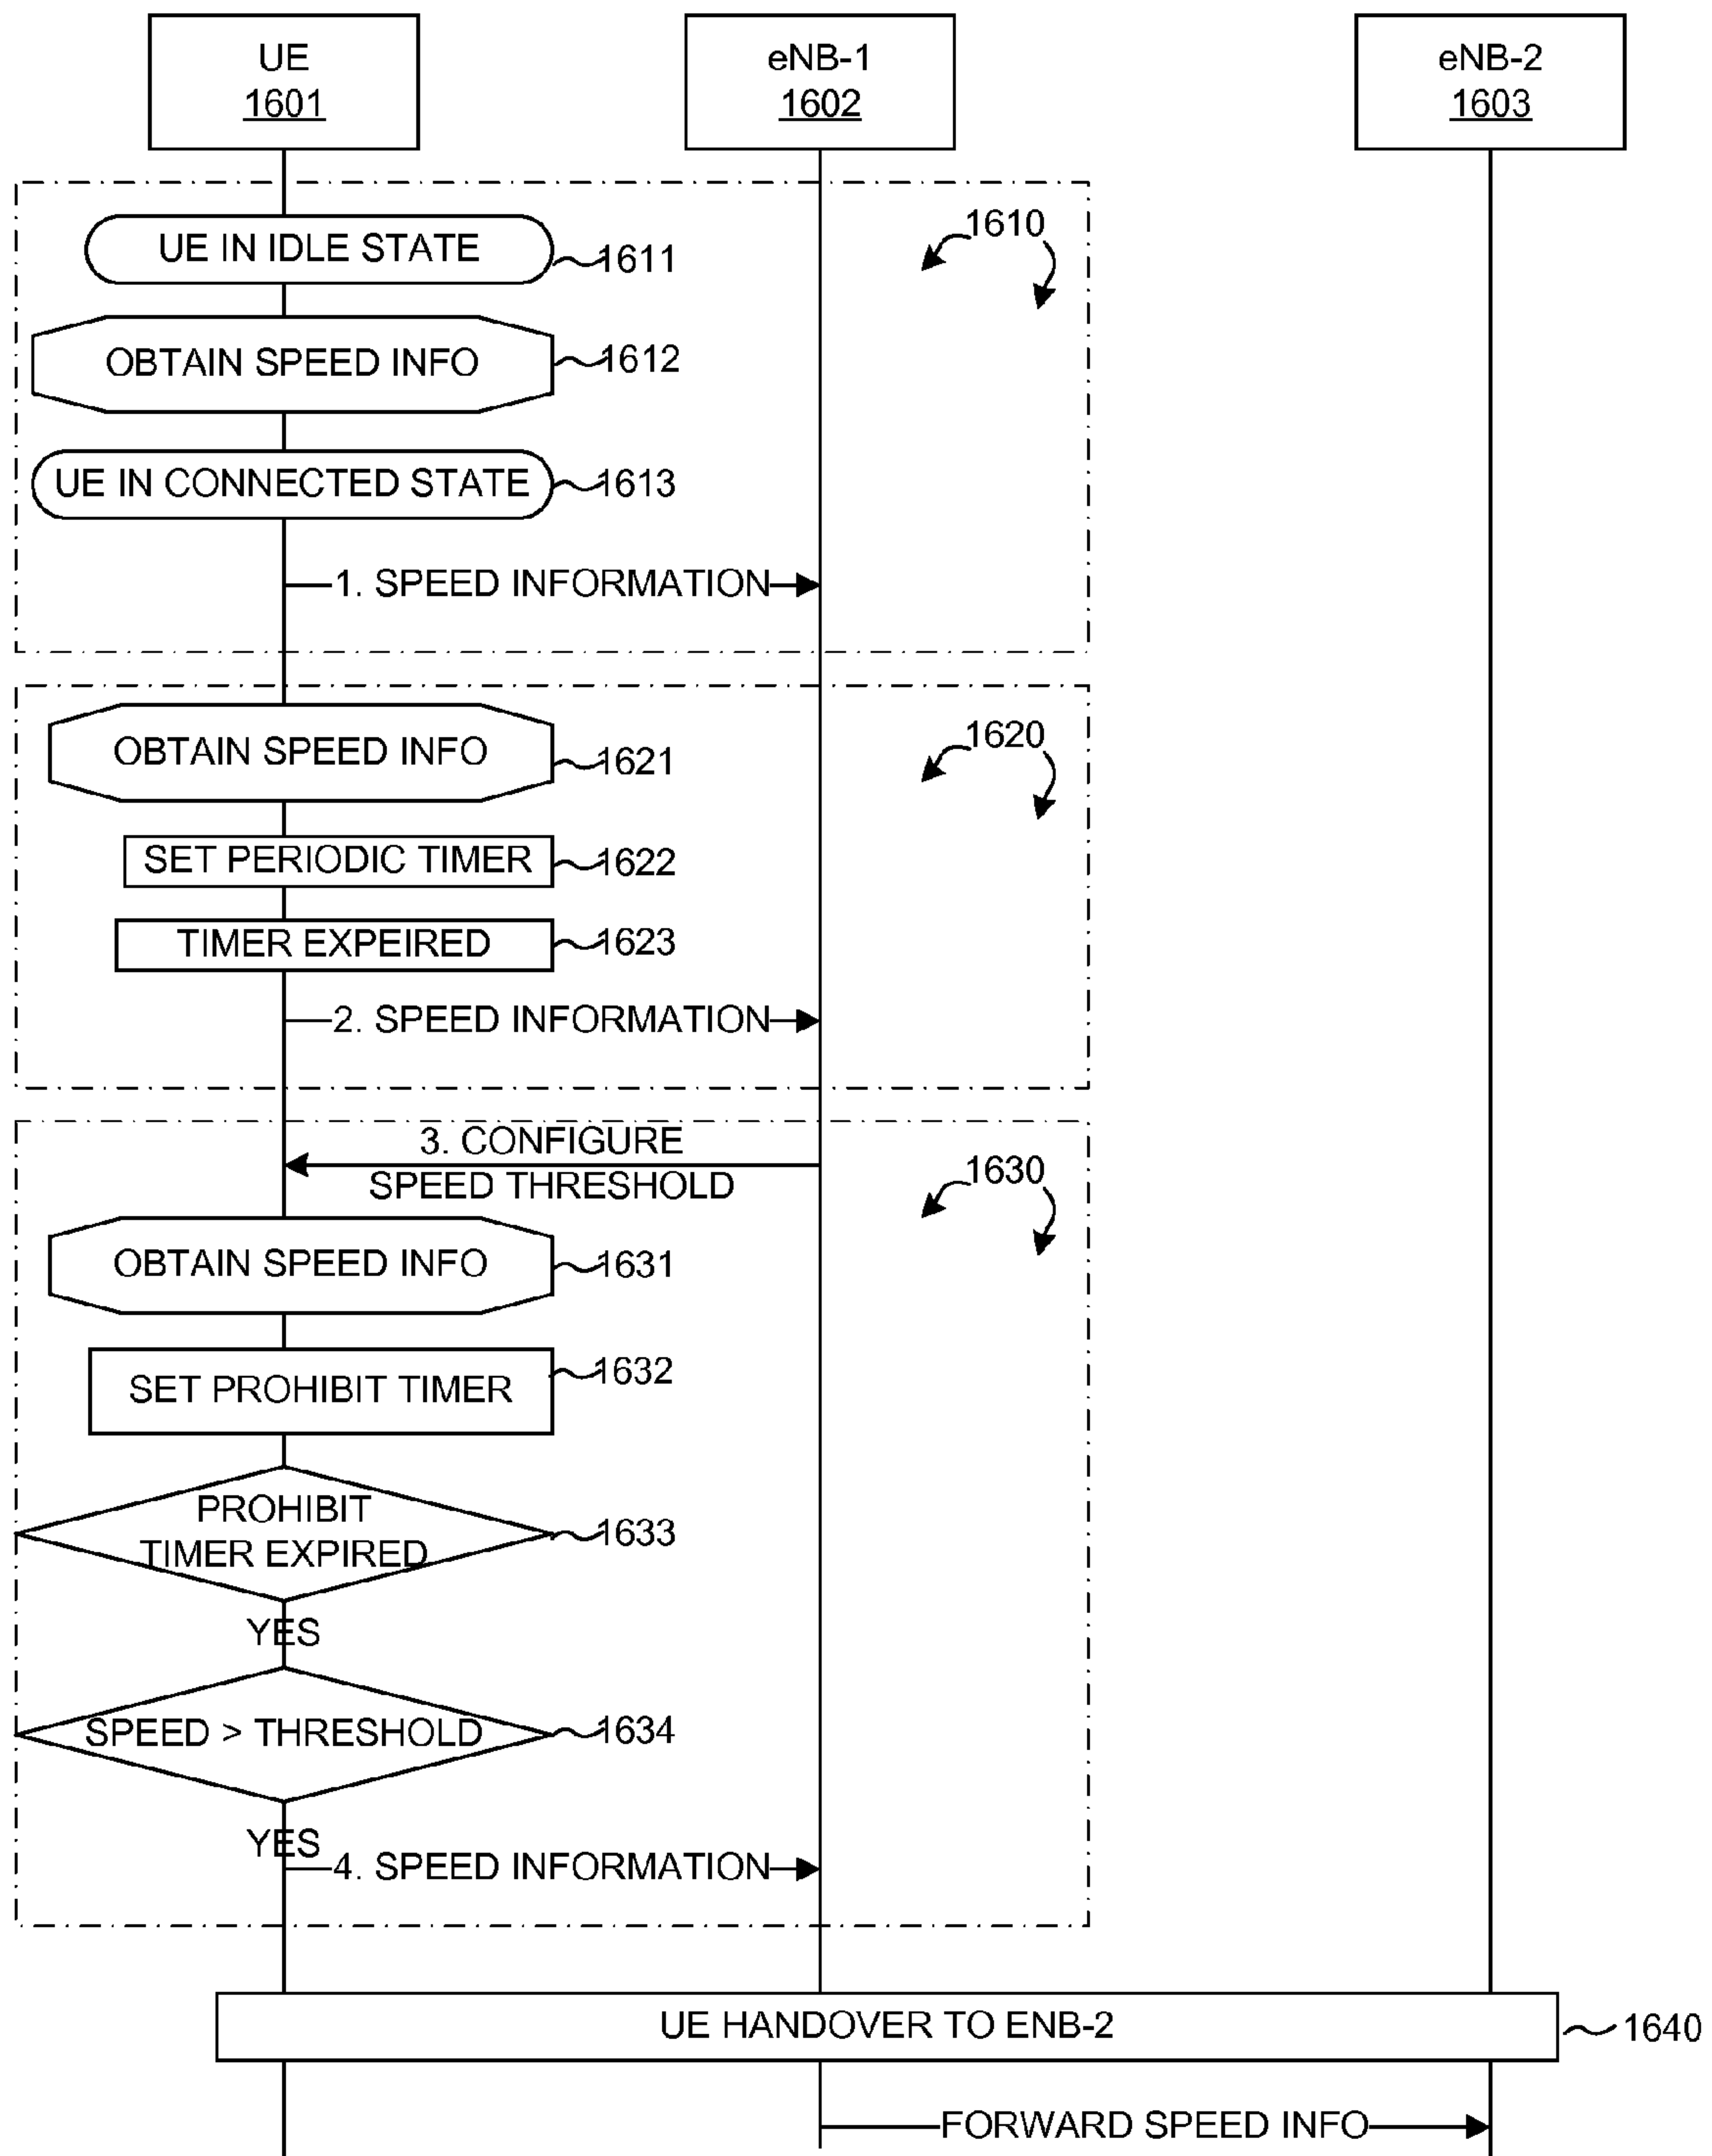 UE
1601
eNB-1
1602
eNB-2
1603
1610
UE IN IDLE STATE
1611
OBTAIN SPEED INFO
1612
UE IN CONNECTED STATE
1613
1. SPEED INFORMATION
1620
OBTAIN SPEED INFO
1621
SET PERIODIC TIMER
1622
TIMER EXPEIRED
1623
2. SPEED INFORMATION
3. CONFIGURE
SPEED THRESHOLD
1630
OBTAIN SPEED INFO
1631
SET PROHIBIT TIMER
1632
PROHIBIT
TIMER EXPIRED
1633
YES
SPEED > THRESHOLD
1634
YES
4. SPEED INFORMATION
UE HANDOVER TO ENB-2
1640
FORWARD SPEED INFO